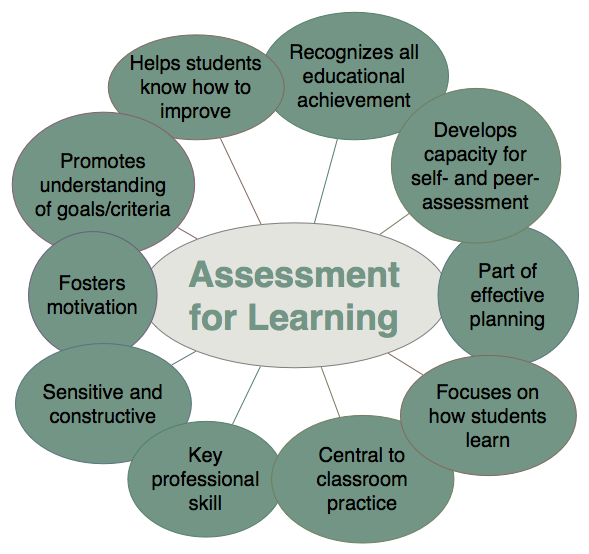 Assessment
for Learning
Recognizes all
educational
achievement
Develops
capacity for
self- and peer-
assessment
Part of
effective
planning
Focuses on
how students
learn
Central to
classroom
practice
Key
professional
skill
Sensitive and
constructive
Fosters
motivation
Promotes
understanding
of goals/criteria
Helps students
know how to
improve